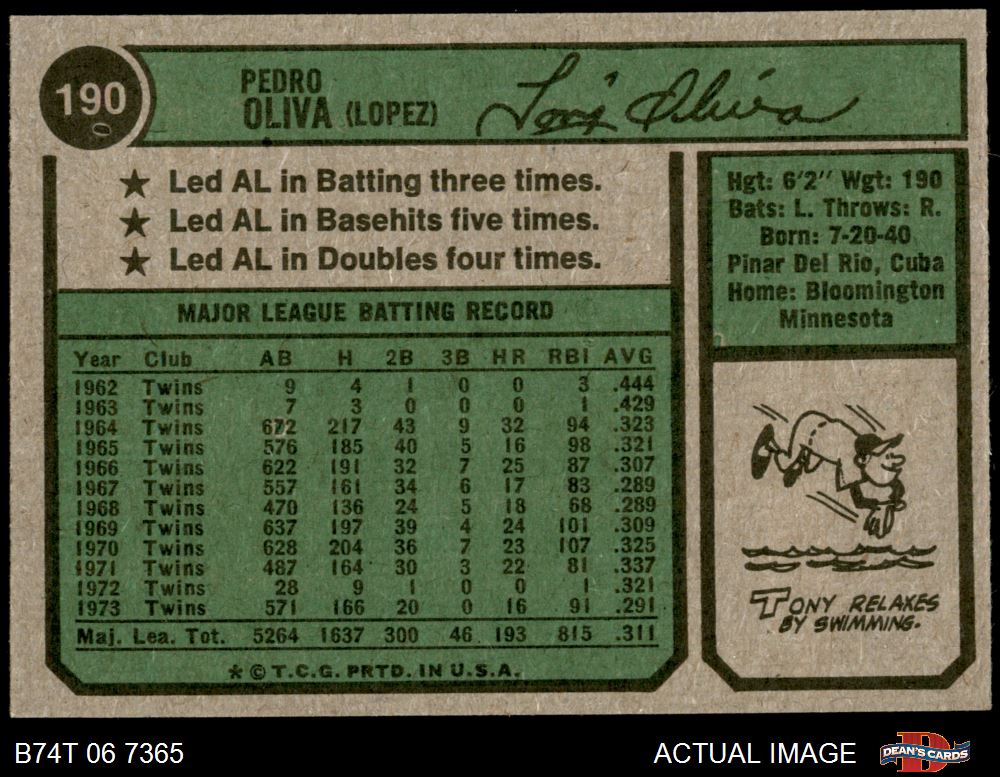 190
PEDRO
OLIVA (LOPEZ)
Tony Oliva
★ Led AL in Batting three times.
★ Led AL in Basehits five times.
★ Led AL in Doubles four times.
MAJOR LEAGUE BATTING RECORD
Year Club AB H 2B 3B HR RBI AVG
1962 Twins 9 4 1 0 0 3 .444
1963 Twins 7 3 0 0 0 1 .429
1964 Twins 672 217 43 9 32 94 .323
1965 Twins 576 185 40 5 16 98 .321
1966 Twins 622 191 32 7 25 87 .307
1967 Twins 557 161 34 6 17 83 .289
1968 Twins 470 136 24 5 18 68 .289
1969 Twins 637 197 39 4 24 101 .309
1970 Twins 628 204 36 7 23 107 .325
1971 Twins 487 164 30 3 22 81 .337
1972 Twins 28 9 1 0 0 1 .321
1973 Twins 571 166 20 0 16 91 .291
Maj. Lea. Tot. 5264 1637 300 46 193 815 .311
* © T.C.G. PRTD. IN U.S.A.
Hgt: 6'2" Wgt: 190
Bats: L. Throws: R.
Born: 7-20-40
Pinar Del Rio, Cuba
Home: Bloomington
Minnesota
TONY RELAXES
BY SWIMMING.
B74T 06 7365
ACTUAL IMAGE
D
DEAN'S CARDS